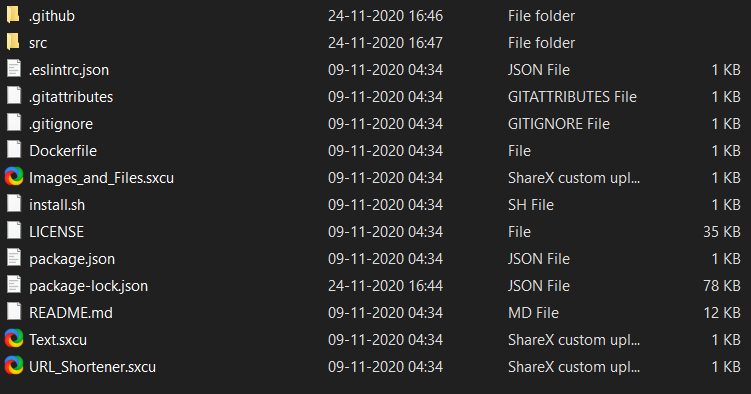 .github 24-11-2020 16:46 File folder
src 24-11-2020 16:47 File folder
.eslintrc.json 09-11-2020 04:34 JSON File 1 KB
.gitattributes 09-11-2020 04:34 GITATTRIBUTES File 1 KB
.gitignore 09-11-2020 04:34 GITIGNORE File 1 KB
Dockerfile 09-11-2020 04:34 File 1 KB
Images_and_Files.sxcu 09-11-2020 04:34 ShareX custom upl... 1 KB
install.sh 09-11-2020 04:34 SH File 1 KB
LICENSE 09-11-2020 04:34 File 35 KB
package.json 09-11-2020 04:34 JSON File 1 KB
package-lock.json 24-11-2020 16:44 JSON File 78 KB
README.md 09-11-2020 04:34 MD File 12 KB
Text.sxcu 09-11-2020 04:34 ShareX custom upl... 1 KB
URL_Shortener.sxcu 09-11-2020 04:34 ShareX custom upl... 1 KB